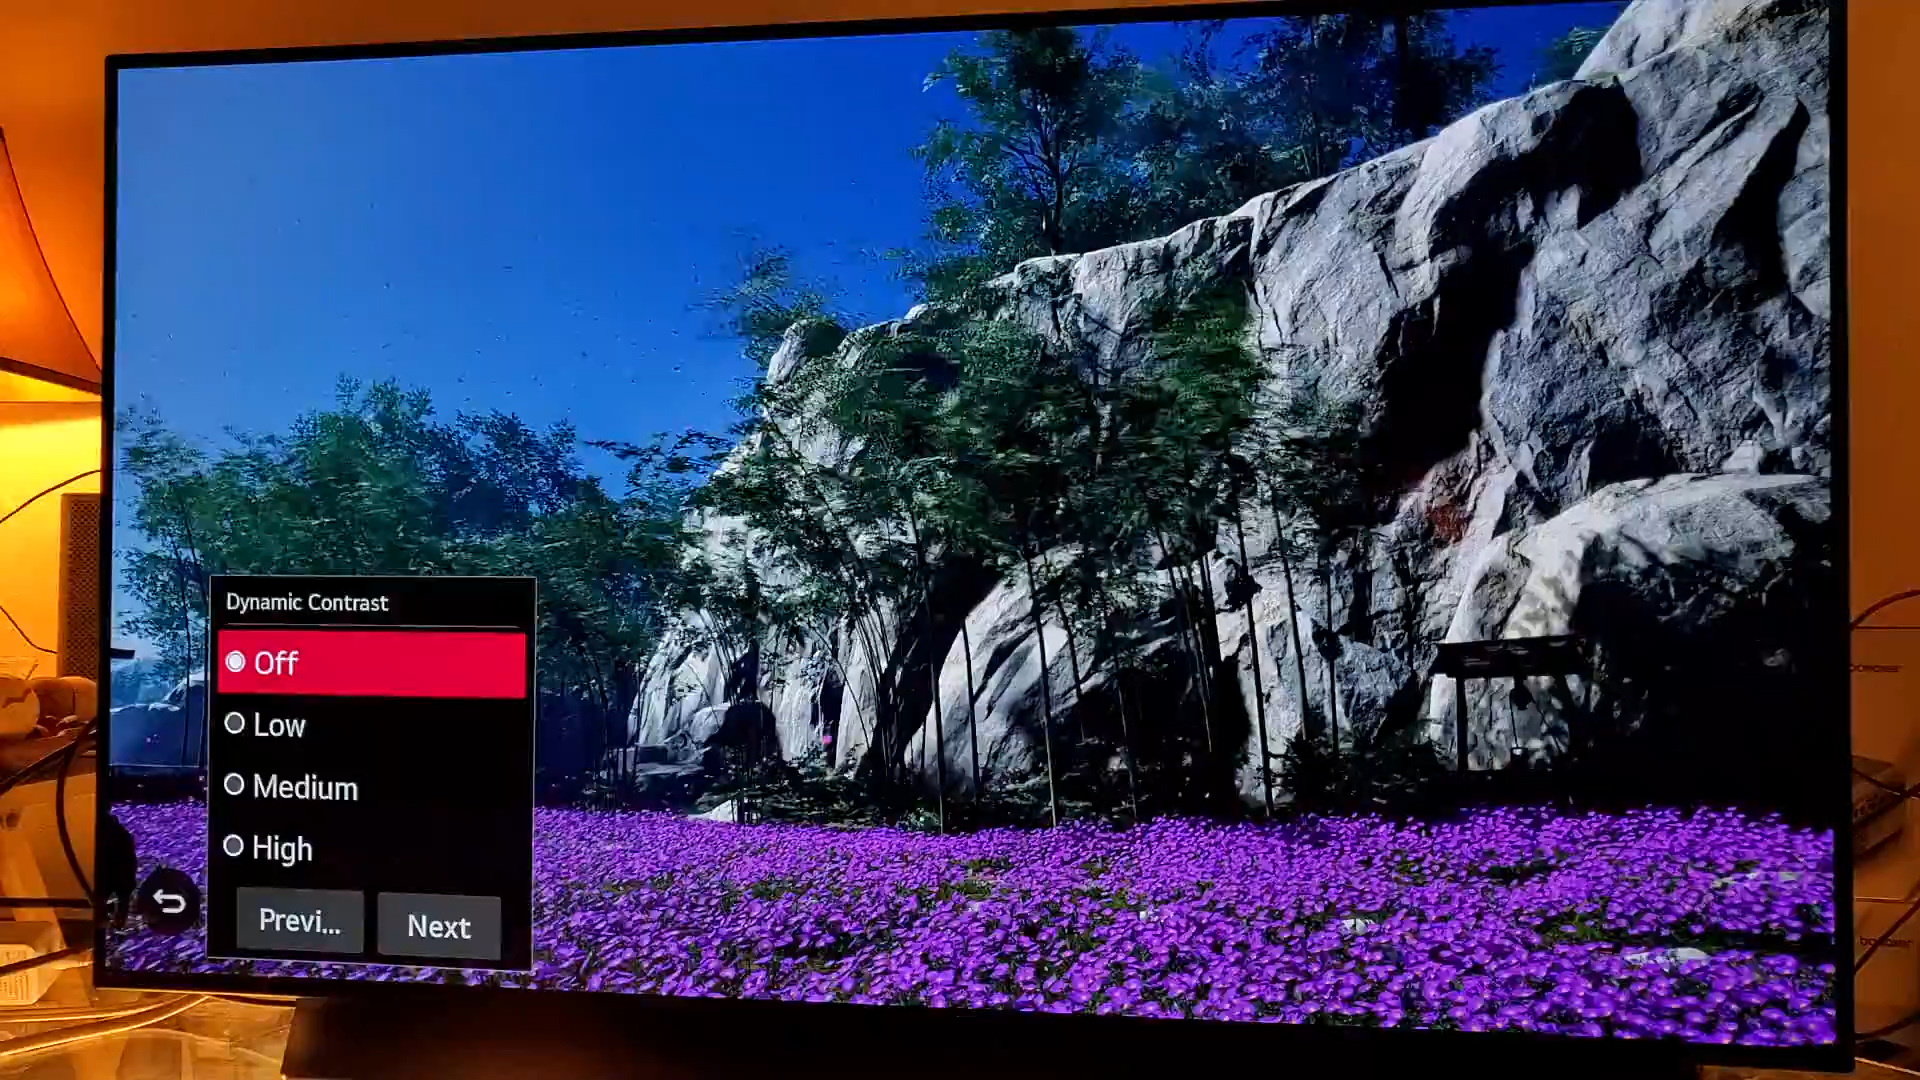 Dynamic Contrast
Off
Low
Medium
High
Previ...
Next